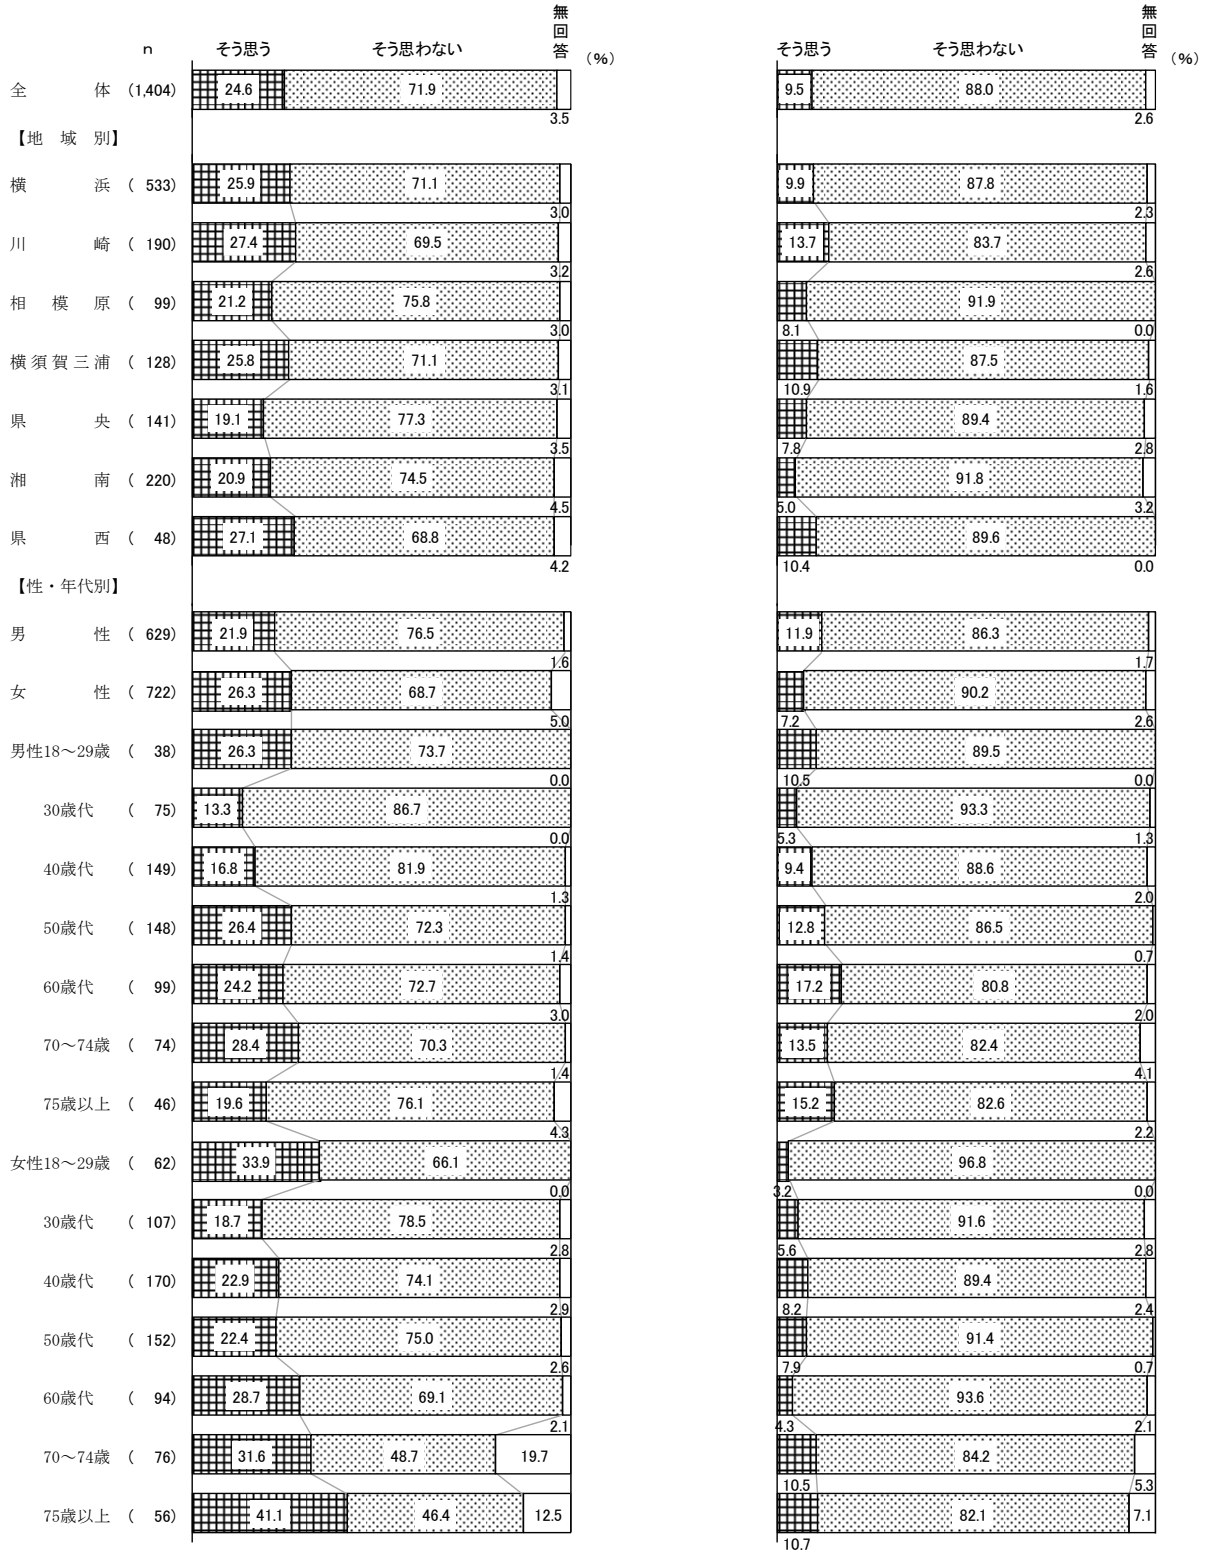 無回答 無回答
n そう思う そう思わない (%) そう思う そう思わない (%)
全体 (1,404) 24.6 71.9 9.5 88.0
3.5 2.6
【地域別】
横浜 ( 533) 25.9 71.1 9.9 87.8
3.0 2.3
川崎 ( 190) 27.4 69.5 13.7 83.7
3.2 2.6
相模原 ( 99) 21.2 75.8 91.9
3.0 8.1 0.0
横須賀三浦 ( 128) 25.8 71.1 87.5
3.1 10.9 1.6
県央 ( 141) 19.1 77.3 89.4
3.5 7.8 2.8
湘南 ( 220) 20.9 74.5 91.8
4.5 5.0 3.2
県西 ( 48) 27.1 68.8 89.6
4.2 10.4 0.0
【性・年代別】
男性 ( 629) 21.9 76.5 11.9 86.3
1.6 1.7
女性 ( 722) 26.3 68.7 90.2
5.0 7.2 2.6
男性18~29歳 ( 38) 26.3 73.7 89.5
0.0 10.5 0.0
30歳代 ( 75) 13.3 86.7 93.3
0.0 5.3 1.3
40歳代 ( 149) 16.8 81.9 9.4 88.6
1.3 2.0
50歳代 ( 148) 26.4 72.3 12.8 86.5
1.4 0.7
60歳代 ( 99) 24.2 72.7 17.2 80.8
3.0 2.0
70~74歳 ( 74) 28.4 70.3 13.5 82.4
1.4 4.1
75歳以上 ( 46) 19.6 76.1 15.2 82.6
4.3 2.2
女性18~29歳 ( 62) 33.9 66.1 96.8
0.0 3.2 0.0
30歳代 ( 107) 18.7 78.5 91.6
2.8 5.6 2.8
40歳代 ( 170) 22.9 74.1 89.4
2.9 8.2 2.4
50歳代 ( 152) 22.4 75.0 91.4
2.6 7.9 0.7
60歳代 ( 94) 28.7 69.1 93.6
2.1 4.3 2.1
70~74歳 ( 76) 31.6 48.7 19.7 84.2
10.5 5.3
75歳以上 ( 56) 41.1 46.4 12.5 82.1 7.1
10.7